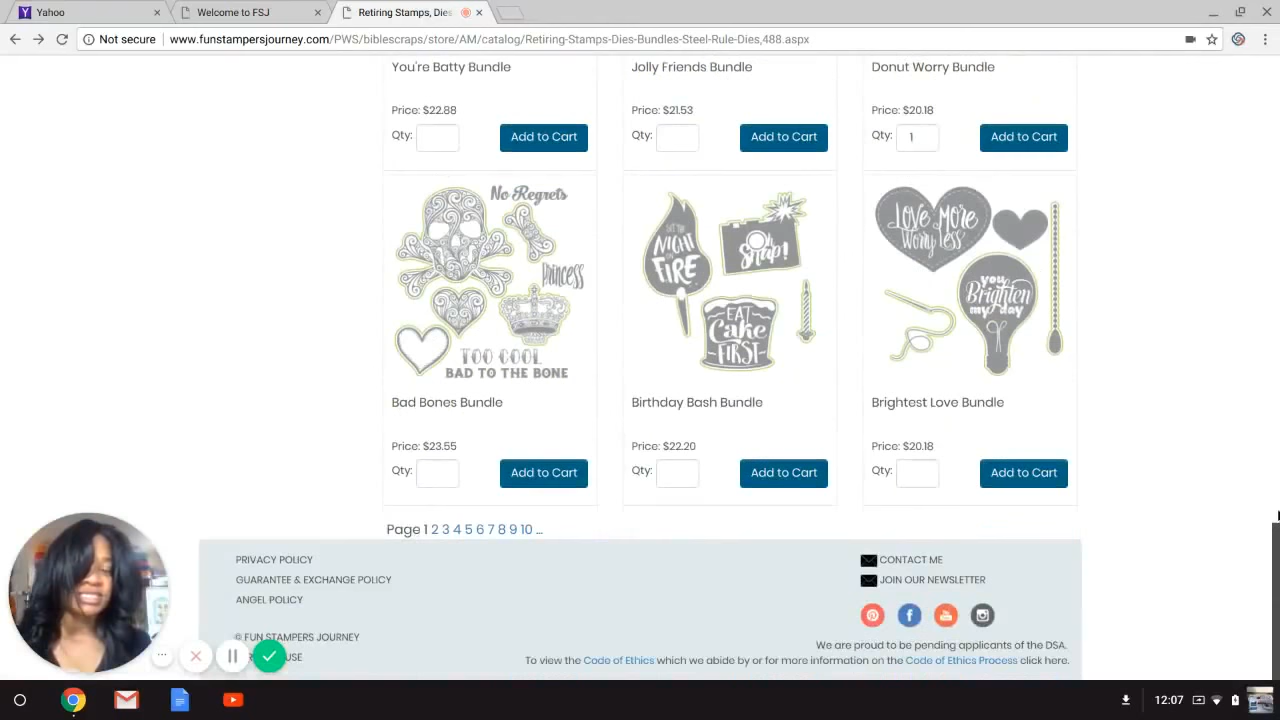 Yahoo
Welcome to FSJ
Retiring Stamps, Dies
Not secure
www.funstampersjourney.com/PWS/biblescraps/store/AM/catalog/Retiring-Stamps-Dies-Bundles-Steel-Rule-Dies,488.aspx
You're Batty Bundle
Jolly Friends Bundle
Donut Worry Bundle
Price: $22.88
Price: $21.53
Price: $20.18
Qty:
Add to Cart
Qty:
Add to Cart
Qty: 1
Add to Cart
No Regrets
Princess
TOO COOL
BAD TO THE BONE
NIGHT
FIRE
Oh
Snap!
EAT
Cake
FIRST
LOVE MORE
Worry less
you
Brighten
my day
Bad Bones Bundle
Birthday Bash Bundle
Brightest Love Bundle
Price: $23.55
Price: $22.20
Price: $20.18
Qty:
Add to Cart
Qty:
Add to Cart
Qty:
Add to Cart
Page 1 2 3 4 5 6 7 8 9 10 ...
PRIVACY POLICY
GUARANTEE & EXCHANGE POLICY
ANGEL POLICY
© FUN STAMPERS JOURNEY
CONTACT ME
JOIN OUR NEWSLETTER
We are proud to be pending applicants of the DSA.
To view the Code of Ethics which we abide by or for more information on the Code of Ethics Process click here.
12:07